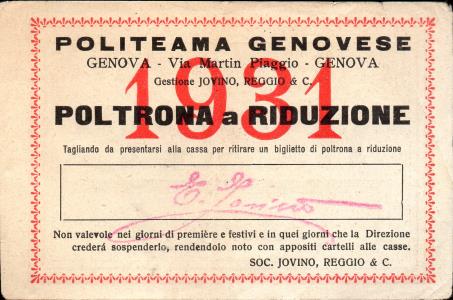 POLITEAMA GENOVESE
GENOVA - Via Martin Piaggio - GENOVA
Gestione JOVINO, REGGIO & C.
1931
POLTRONA a RIDUZIONE
Tagliando da presentarsi alla cassa per ritirare un biglietto di poltrona a riduzione
Non valevole nei giorni di première e festivi e in quei giorni che la Direzione
crederá sospenderlo, rendendolo noto con appositi cartelli alle casse.
SOC. JOVINO, REGGIO & C.